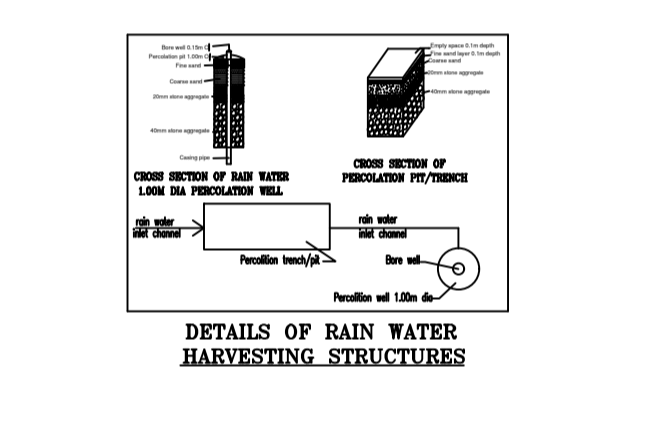 Bore well 0.15m
Percolation pit 1.00m
Fine sand
Coarse sand
20mm stone aggregate
40mm stone aggregate
Casing pipe
CROSS SECTION OF RAIN WATER
1.00M DIA PERCOLATION WELL
Empty space 0.1m depth
Fine sand layer 0.1m depth
Coarse sand
20mm stone aggregate
40mm stone aggregate
CROSS SECTION OF
PERCOLATION PIT/TRENCH
rain water
inlet channel
Percolition trench/pit
rain water
inlet channel
Bore well
Percolition well 1.00m dia
DETAILS OF RAIN WATER
HARVESTING STRUCTURES